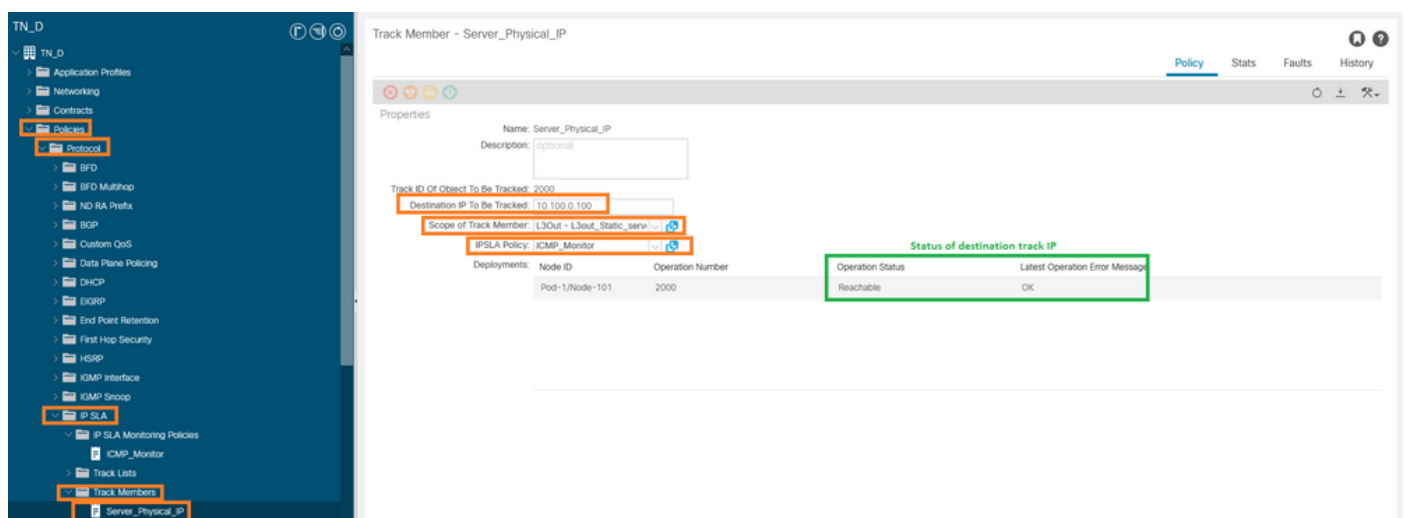 TN_D
TN_D
Application Profiles
Networking
Contracts
Policies
Protocol
BFD
BFD Multihop
ND RA Prefix
BGP
Custom QoS
Data Plane Policing
DHCP
EIGRP
End Point Retention
First Hop Security
HSRP
IGMP Interface
IGMP Snoop
IP SLA
IP SLA Monitoring Policies
ICMP_Monitor
Track Lists
Track Members
Server_Physical_IP
Track Member - Server_Physical_IP
Policy Stats Faults History
Properties
Name: Server_Physical_IP
Description: optional
Track ID Of Object To Be Tracked: 2000
Destination IP To Be Tracked: 10.100.0.100
Scope of Track Member: L3Out - L3out_Static_serve
IPSLA Policy: ICMP_Monitor
Status of destination track IP
Deployments: Node ID Operation Number Operation Status Latest Operation Error Message
Pod-1/Node-101 2000 Reachable OK